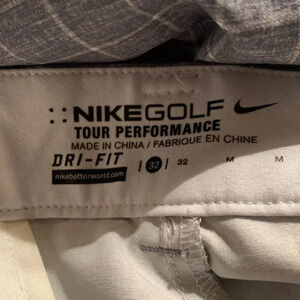 NIKEGOLF
TOUR PERFORMANCE
MADE IN CHINA / FABRIQUE EN CHINE
DRI-FIT | 32 | 32 M M
nikebetterworld.com